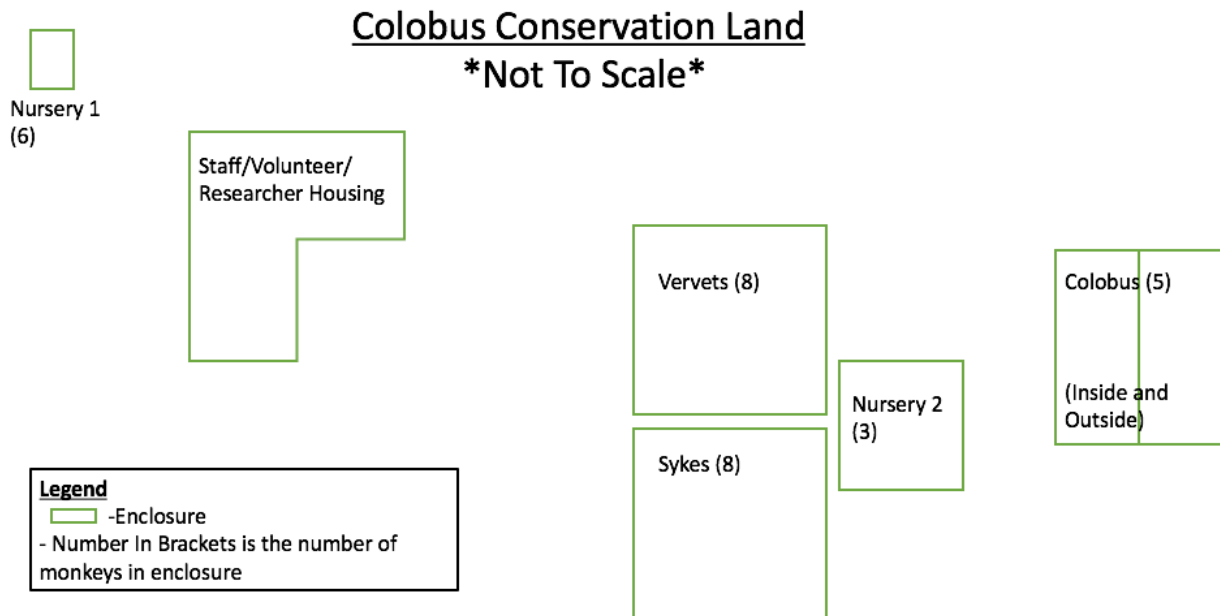 Colobus Conservation Land
*Not To Scale*
Nursery 1
(6)
Staff/Volunteer/
Researcher Housing
Vervets (8)
Colobus (5)
(Inside and
Outside)
Nursery 2
(3)
Sykes (8)
Legend
-Enclosure
- Number In Brackets is the number of
monkeys in enclosure